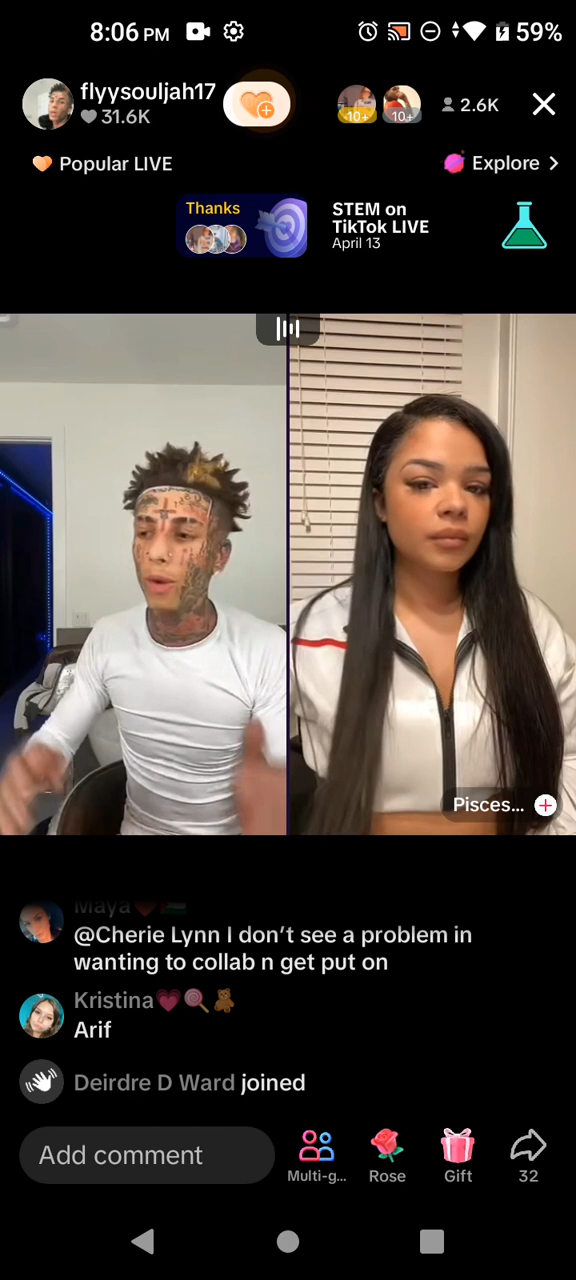 8:06 PM
59%
flyysouljah17
31.6K
10+
10+
2.6K
Popular LIVE
Explore >
Thanks
STEM on
TikTok LIVE
April 13
Pisces...
Maya
@Cherie Lynn I don't see a problem in
wanting to collab n get put on
Kristina
Arif
Deirdre D Ward joined
Add comment
Multi-g...
Rose
Gift
32